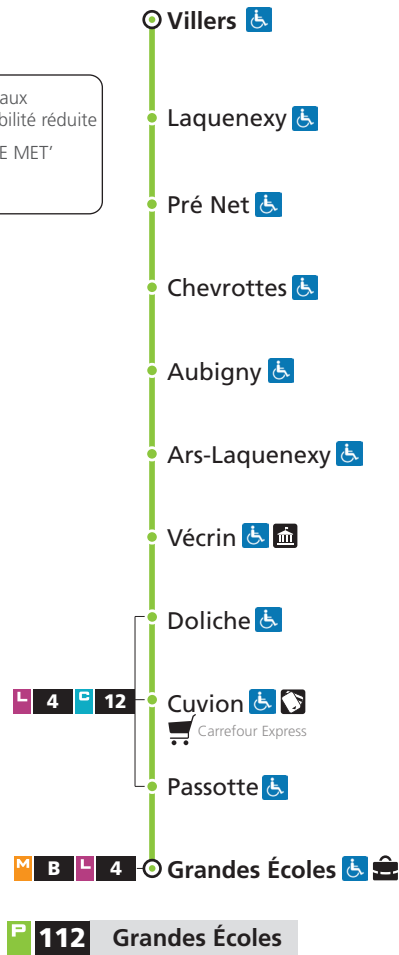 Villers
aux
bilité réduite
E MET’
Laquenexy
Pré Net
Chevrottes
Aubigny
Ars-Laquenexy
Vécrin
Doliche
L 4 C 12
Cuvion
Carrefour Express
Passotte
M B L 4
Grandes Écoles
P 112 Grandes Écoles